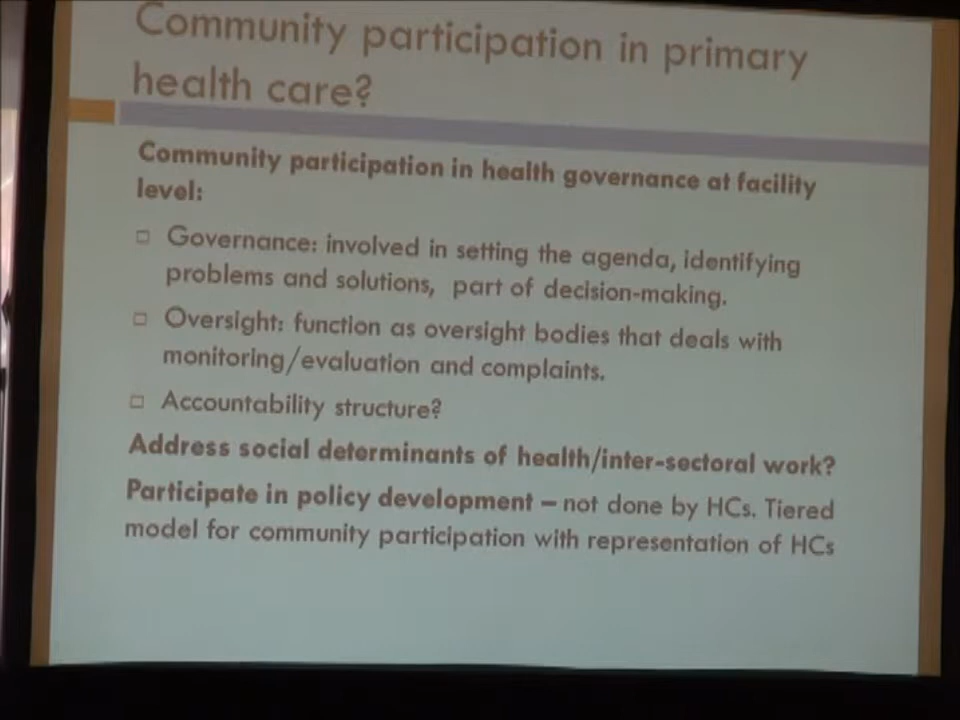 Community participation in primary
health care?
Community participation in health governance at facility
level:
Governance: involved in setting the agenda, identifying
problems and solutions, part of decision-making.
Oversight: function as oversight bodies that deals with
monitoring/evaluation and complaints.
Accountability structure?
Address social determinants of health/inter-sectoral work?
Participate in policy development – not done by HCs. Tiered
model for community participation with representation of HCs